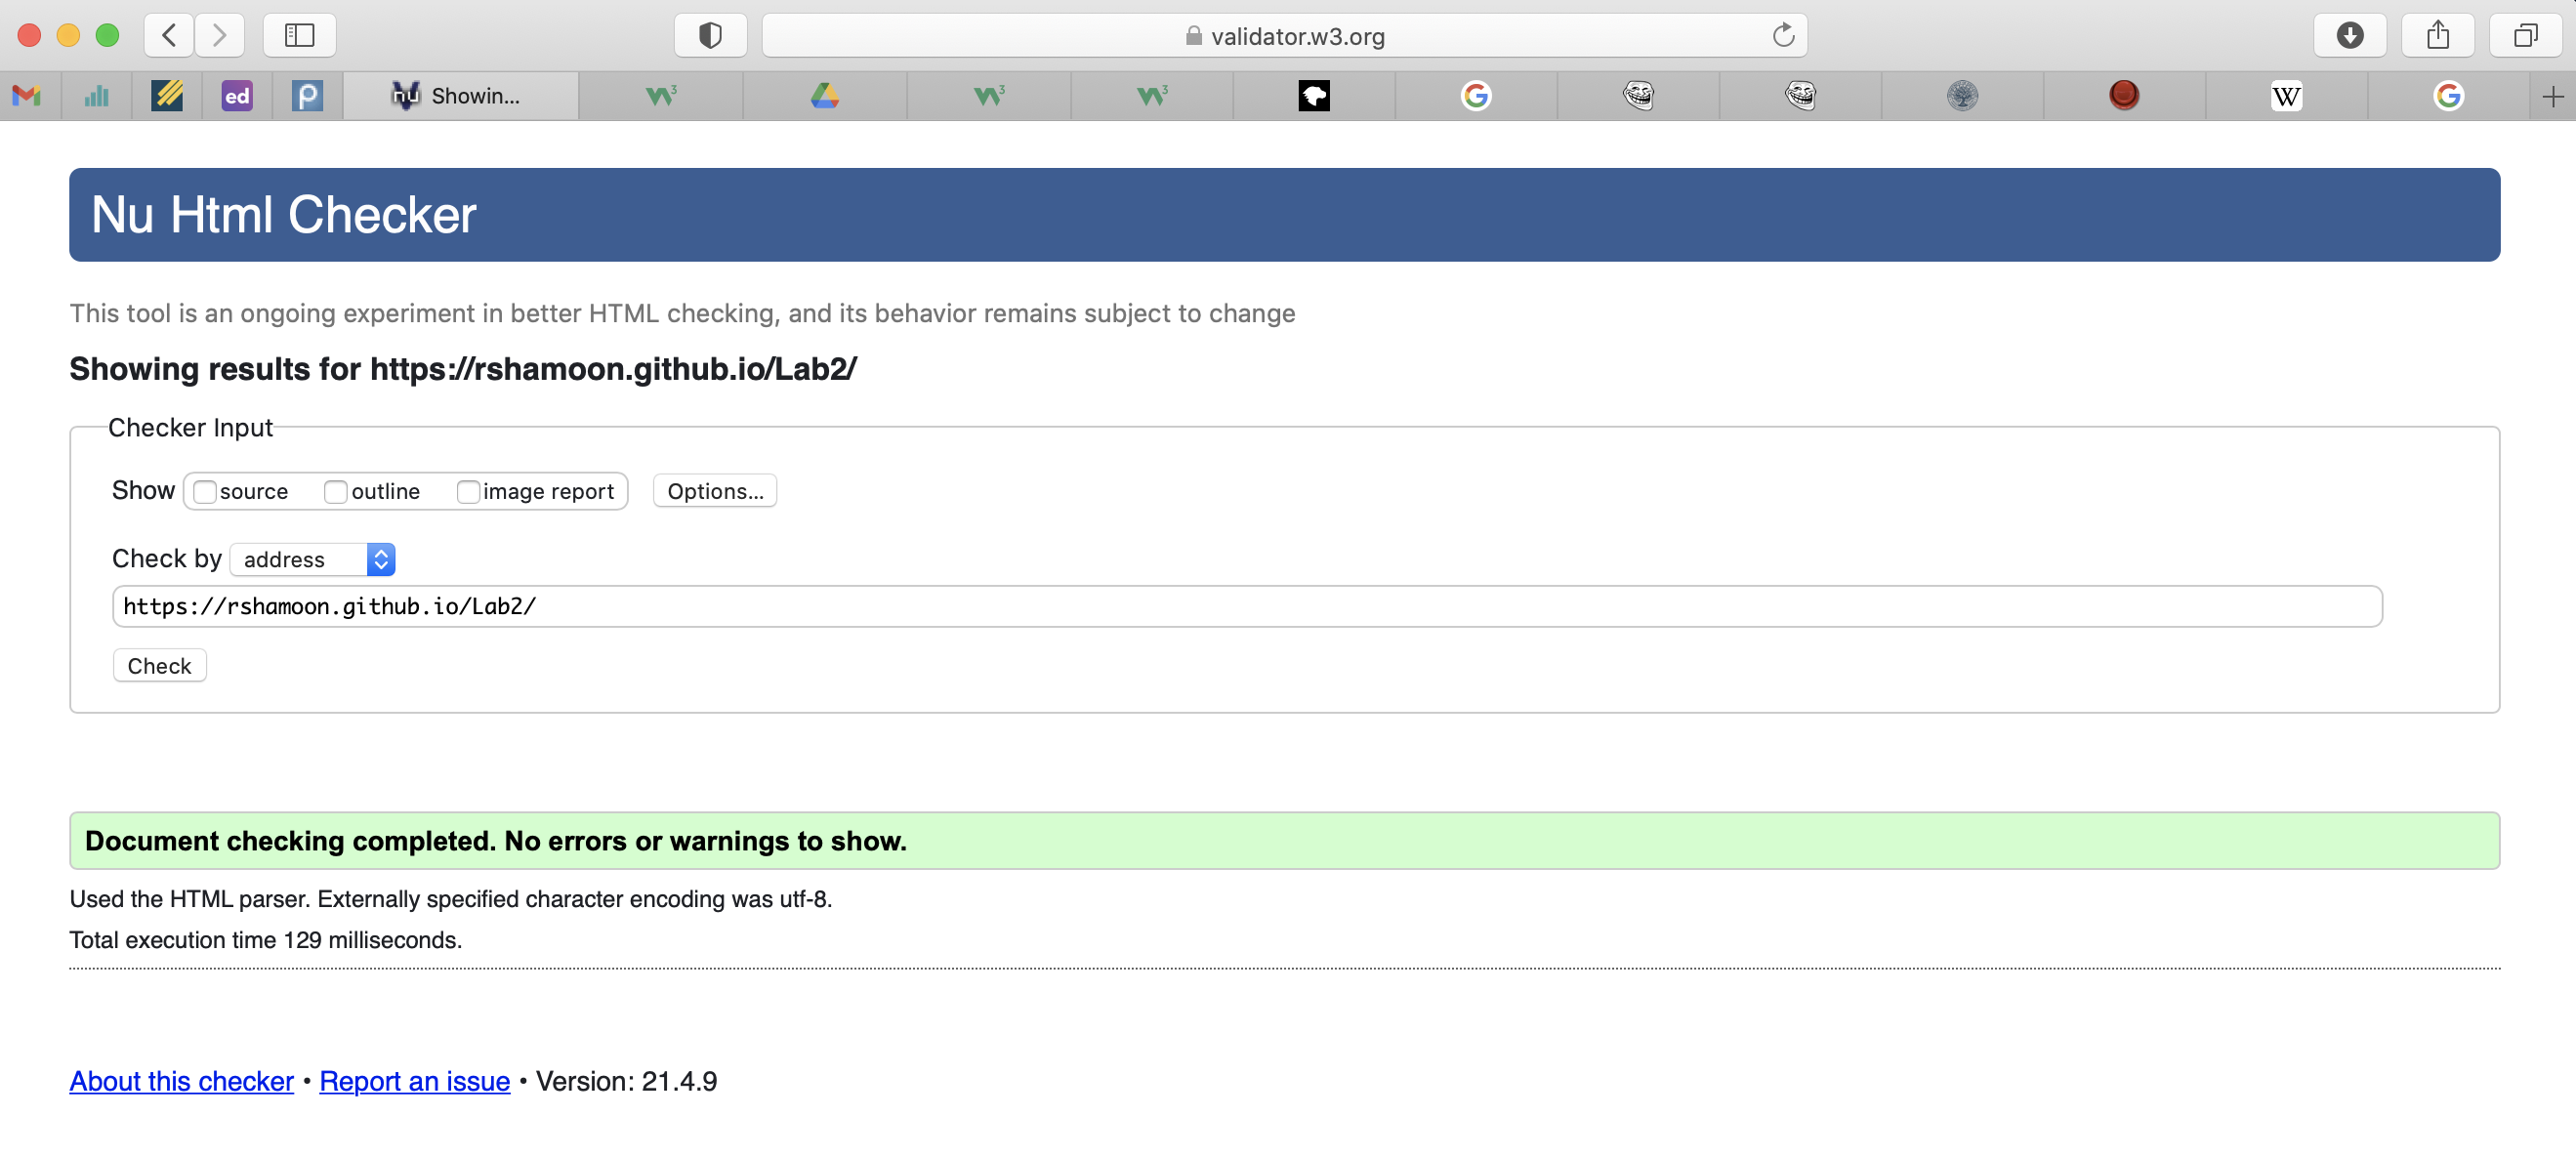 validator.w3.org
ed
p
nu Showin...
3
3
3
W
Nu Html Checker
This tool is an ongoing experiment in better HTML checking, and its behavior remains subject to change
Showing results for https://rshamoon.github.io/Lab2/
Checker Input
Show source outline image report Options...
Check by address
https://rshamoon.github.io/Lab2/
Check
Document checking completed. No errors or warnings to show.
Used the HTML parser. Externally specified character encoding was utf-8.
Total execution time 129 milliseconds.
About this checker • Report an issue • Version: 21.4.9